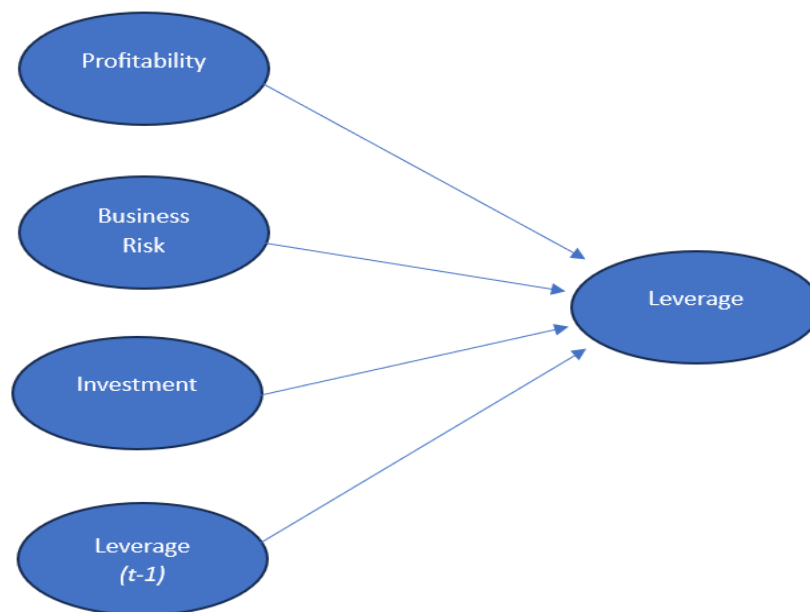 Profitability
Business
Risk
Leverage
Investment
Leverage
(t-1)